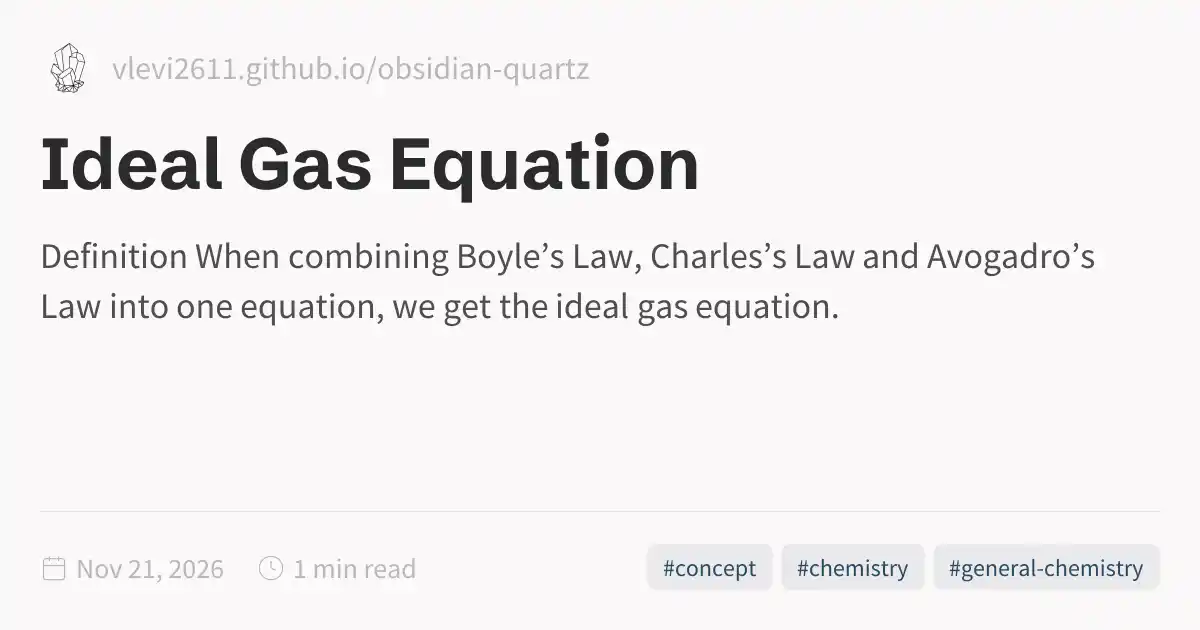 vlevi2611.github.io/obsidian-quartz
Ideal Gas Equation
Definition When combining Boyle’s Law, Charles’s Law and Avogadro’s
Law into one equation, we get the ideal gas equation.
Nov 21, 2026 1 min read #concept #chemistry #general-chemistry